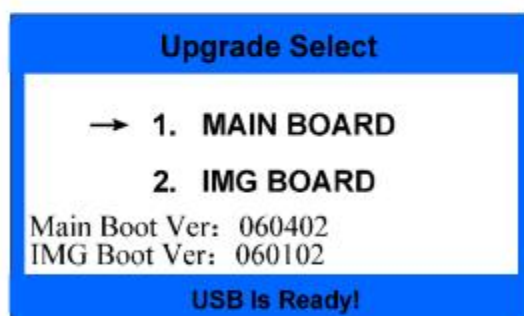 Upgrade Select
→ 1. MAIN BOARD
2. IMG BOARD
Main Boot Ver: 060402
IMG Boot Ver: 060102
USB Is Ready!